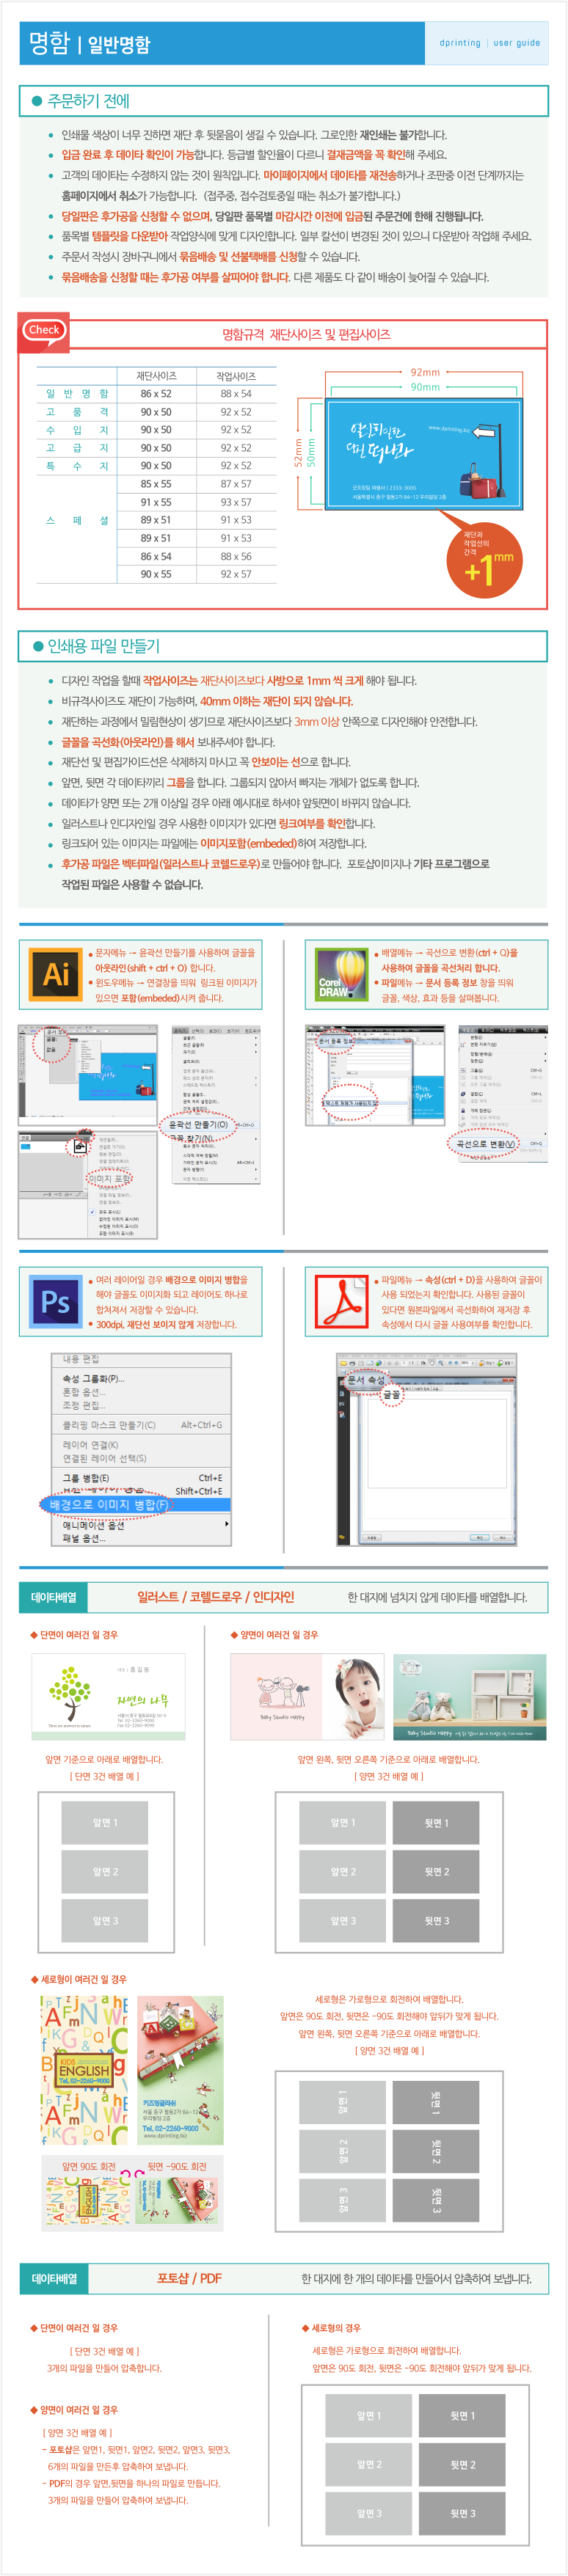 명함 | 일반명함
dprinting | user guide
● 주문하기 전에
• 인쇄물 색상이 너무 진하면 재단 후 뒷묻음이 생길 수 있습니다. 그로인한 재인쇄는 불가합니다.
• 입금 완료 후 데이타 확인이 가능합니다. 등급별 할인율이 다르니 결재금액을 꼭 확인해 주세요.
• 고객의 데이타는 수정하지 않는 것이 원칙입니다. 마이페이지에서 데이타를 재전송하거나 조판중 이전 단계까지는
홈페이지에서 취소가 가능합니다. (접주중, 접수검토중일 때는 취소가 불가합니다.)
• 당일판은 후가공을 신청할 수 없으며, 당일판 품목별 마감시간 이전에 입금된 주문건에 한해 진행됩니다.
• 품목별 템플릿을 다운받아 작업양식에 맞게 디자인합니다. 일부 칼선이 변경된 것이 있으니 다운받아 작업해 주세요.
• 주문서 작성시 장바구니에서 묶음배송 및 선불택배를 신청할 수 있습니다.
• 묶음배송을 신청할 때는 후가공 여부를 살피어야 합니다. 다른 제품도 다 같이 배송이 늦어질 수 있습니다.
Check
명함규격 재단사이즈 및 편집사이즈
재단사이즈 작업사이즈
일 반 명 함 86 x 52 88 x 54
고 품 격 90 x 50 92 x 52
수 입 지 90 x 50 92 x 52
고 급 지 90 x 50 92 x 52
특 수 지 90 x 50 92 x 52
85 x 55 87 x 57
91 x 55 93 x 57
스 페 셜 89 x 51 91 x 53
89 x 51 91 x 53
86 x 54 88 x 56
90 x 55 92 x 57
92mm
90mm
52mm
50mm
열심히 일한
당신 떠나라
www.dprinting.biz
모프린팅 여행사 | 2333-3000
서울특별시 중구 필동2가 84-12 우리빌딩 2층
재단과
작업선의
간격
+1mm
● 인쇄용 파일 만들기
• 디자인 작업을 할때 작업사이즈는 재단사이즈보다 사방으로 1mm 씩 크게 해야 됩니다.
• 비규격사이즈도 재단이 가능하며, 40mm 이하는 재단이 되지 않습니다.
• 재단하는 과정에서 밀림현상이 생기므로 재단사이즈보다 3mm 이상 안쪽으로 디자인해야 안전합니다.
• 글꼴을 곡선화(아웃라인)를 해서 보내주셔야 합니다.
• 재단선 및 편집가이드선은 삭제하지 마시고 꼭 안보이는 선으로 합니다.
• 앞면, 뒷면 각 데이타끼리 그룹을 합니다. 그룹되지 않아서 빠지는 개체가 없도록 합니다.
• 데이타가 양면 또는 2개 이상일 경우 아래 예시대로 하셔야 앞뒷면이 바뀌지 않습니다.
• 일러스트나 인디자인일 경우 사용한 이미지가 있다면 링크여부를 확인합니다.
• 링크되어 있는 이미지는 파일에는 이미지포함(embeded)하여 저장합니다.
• 후가공 파일은 벡터파일(일러스트나 코렐드로우)로 만들어야 합니다. 포토샵이미지나 기타 프로그램으로
작업된 파일은 사용할 수 없습니다.
Ai
• 문자메뉴 → 윤곽선 만들기를 사용하여 글꼴을
아웃라인(shift + ctrl + O) 합니다.
• 윈도우메뉴 → 연결창을 띄워 링크된 이미지가
있으면 포함(embeded)시켜 줍니다.
CorelDRAW
• 배열메뉴 → 곡선으로 변환(ctrl + Q)을
사용하여 글꼴을 곡선처리 합니다.
• 파일메뉴 → 문서 등록 정보 창을 띄워
글꼴, 색상, 효과 등을 살펴봅니다.
윤곽선 만들기(O)
이미지 포함
문서 등록 정보
곡선으로 변환(V)
Ps
• 여러 레이어일 경우 배경으로 이미지 병합을
해야 글꼴도 이미지화 되고 레이어도 하나로
합쳐져서 저장할 수 있습니다.
• 300dpi, 재단선 보이지 않게 저장합니다.
• 파일메뉴 → 속성(ctrl + D)을 사용하여 글꼴이
사용 되었는지 확인합니다. 사용된 글꼴이
있다면 원본파일에서 곡선화하여 재저장 후
속성에서 다시 글꼴 사용여부를 확인합니다.
내용 편집
속성 그룹화(P)...
혼합 옵션...
조정 편집...
클리핑 마스크 만들기(C) Alt+Ctrl+G
레이어 연결(K)
연결된 레이어 선택(S)
그룹 병합(E) Ctrl+E
Shift+Ctrl+E
배경으로 이미지 병합(F)
애니메이션 옵션
패널 옵션...
문서 속성
글꼴
데이타배열
일러스트 / 코렐드로우 / 인디자인
한 대지에 넘치지 않게 데이타를 배열합니다.
◆ 단면이 여러건 일 경우
◆ 양면이 여러건 일 경우
홍길동
자연의 나무
Baby Studio Happy
Baby Studio Happy
앞면 기준으로 아래로 배열합니다.
[ 단면 3건 배열 예 ]
앞면 왼쪽, 뒷면 오른쪽 기준으로 아래로 배열합니다.
[ 양면 3건 배열 예 ]
앞면 1
앞면 2
앞면 3
앞면 1 뒷면 1
앞면 2 뒷면 2
앞면 3 뒷면 3
◆ 세로형이 여러건 일 경우
KIDS
ENGLISH
TeL 02-2260-9000
키즈잉글리쉬
서울 중구 필동2가 84-12
우리빌딩 2층
TeL 02-2260-9000
www.dprinting.biz
앞면 90도 회전 뒷면 -90도 회전
세로형은 가로형으로 회전하여 배열합니다.
앞면은 90도 회전, 뒷면은 -90도 회전해야 앞뒤가 맞게 됩니다.
앞면 왼쪽, 뒷면 오른쪽 기준으로 아래로 배열합니다.
[ 양면 3건 배열 예 ]
앞면 1 뒷면 1
앞면 2 뒷면 2
앞면 3 뒷면 3
데이타배열
포토샵 / PDF
한 대지에 한 개의 데이타를 만들어서 압축하여 보냅니다.
◆ 단면이 여러건 일 경우
[ 단면 3건 배열 예 ]
3개의 파일을 만들어 압축합니다.
◆ 양면이 여러건 일 경우
[ 양면 3건 배열 예 ]
- 포토샵은 앞면1, 뒷면1, 앞면2, 뒷면2, 앞면3, 뒷면3,
6개의 파일을 만든후 압축하여 보냅니다.
- PDF의 경우 앞면,뒷면을 하나의 파일로 만듭니다.
3개의 파일을 만들어 압축하여 보냅니다.
◆ 세로형의 경우
세로형은 가로형으로 회전하여 배열합니다.
앞면은 90도 회전, 뒷면은 -90도 회전해야 앞뒤가 맞게 됩니다.
앞면 1 뒷면 1
앞면 2 뒷면 2
앞면 3 뒷면 3